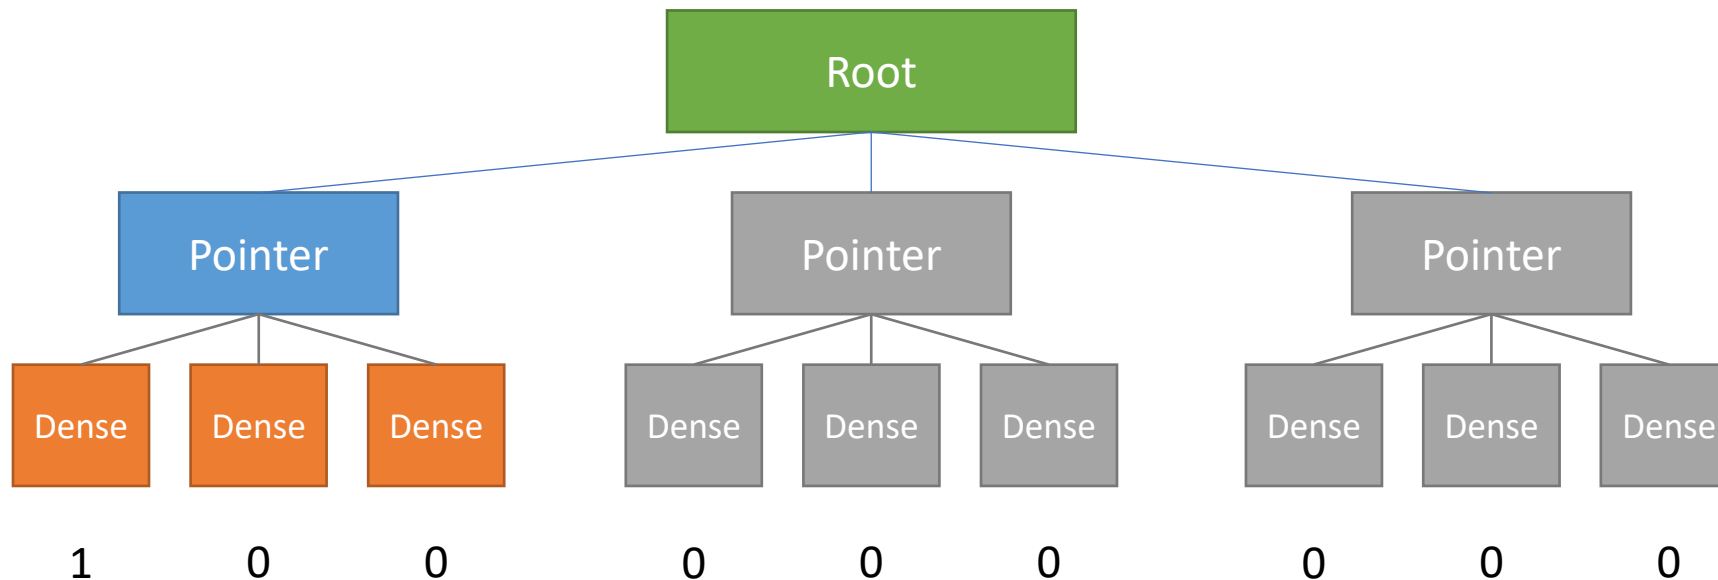 Root
Pointer Pointer Pointer
Dense Dense Dense Dense Dense Dense Dense Dense Dense
1 0 0 0 0 0 0 0 0